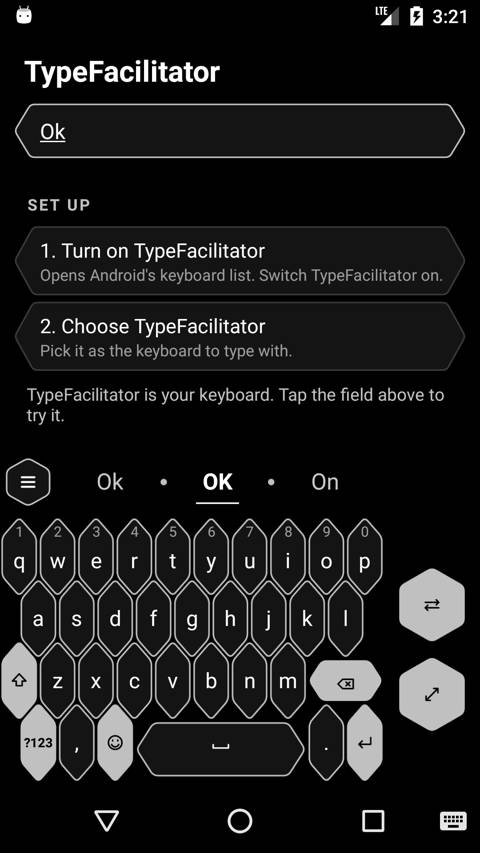 LTE 3:21
TypeFacilitator
Ok
SET UP
1. Turn on TypeFacilitator
Opens Android's keyboard list. Switch TypeFacilitator on.
2. Choose TypeFacilitator
Pick it as the keyboard to type with.
TypeFacilitator is your keyboard. Tap the field above to
try it.
Ok • OK • On
1 2 3 4 5 6 7 8 9 0
q w e r t y u i o p
a s d f g h j k l
z x c v b n m
?123 , .